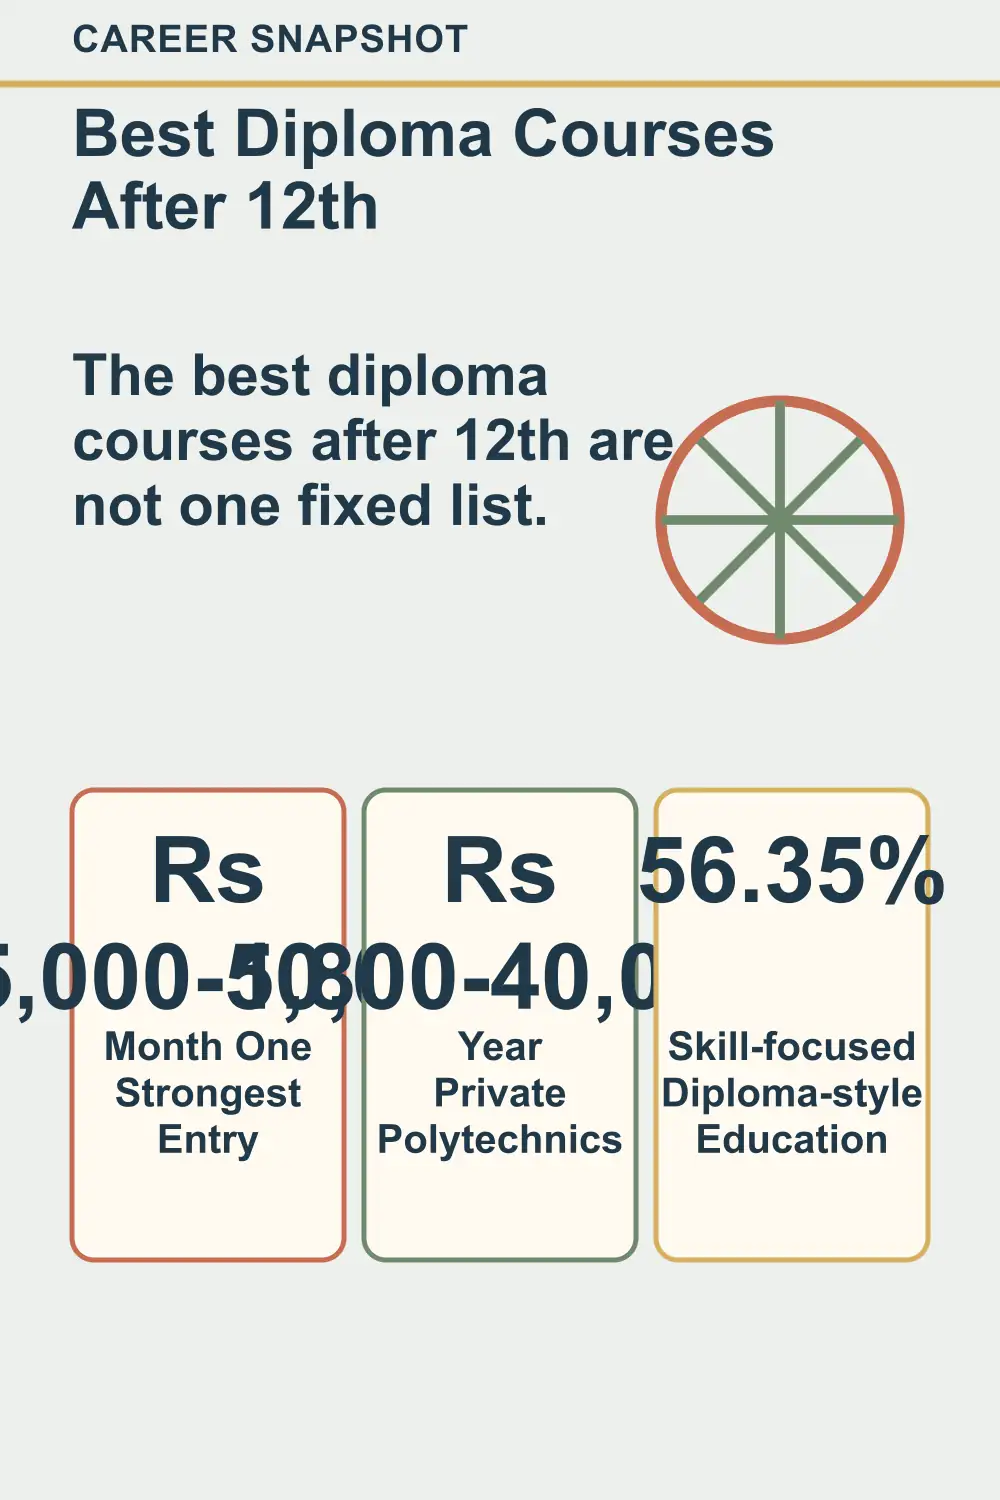 CAREER SNAPSHOT
Best Diploma Courses
After 12th
The best diploma
courses after 12th are
not one fixed list.
Rs
Month One
Strongest
Entry
Rs
Year
Private
Polytechnics
56.35%
Skill-focused
Diploma-style
Education